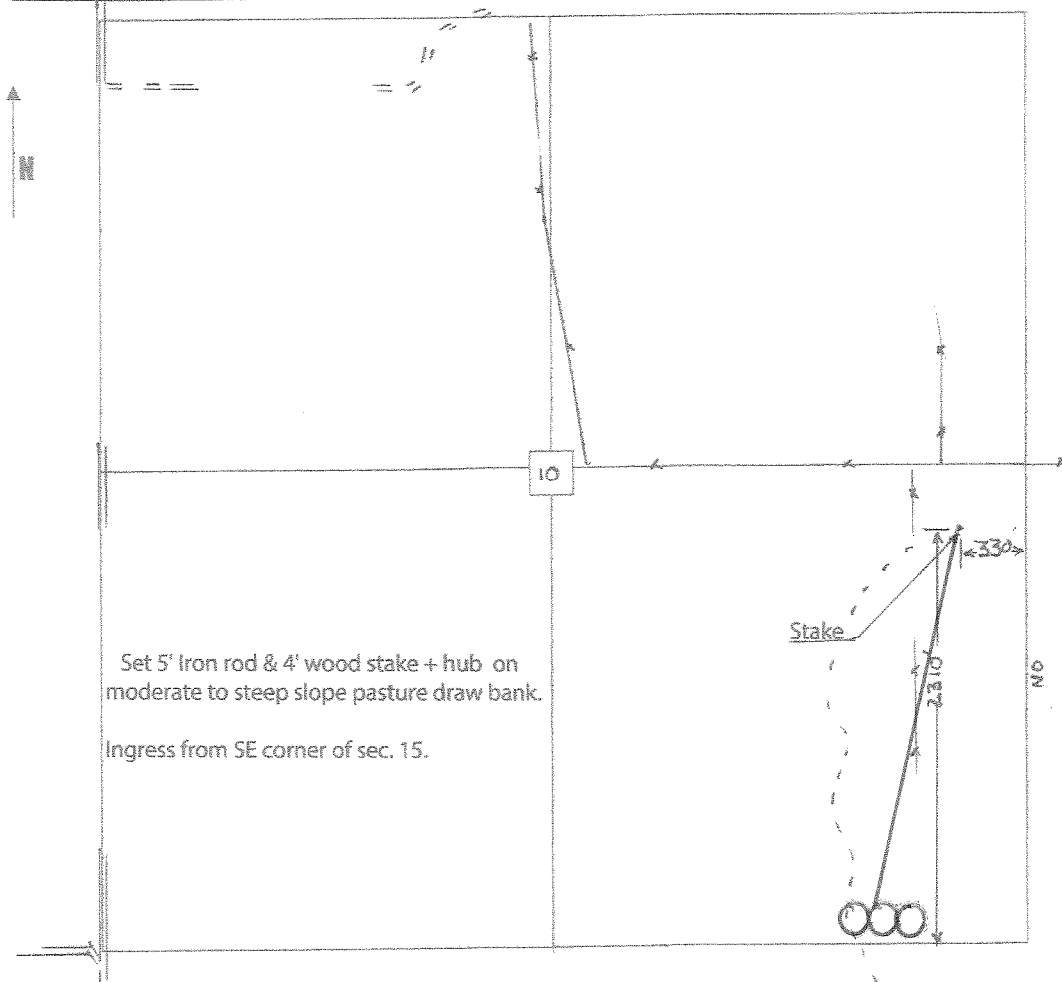 N
10
330
Stake
2310
NO
Set 5' Iron rod & 4' wood stake + hub on
moderate to steep slope pasture draw bank.
Ingress from SE corner of sec. 15.